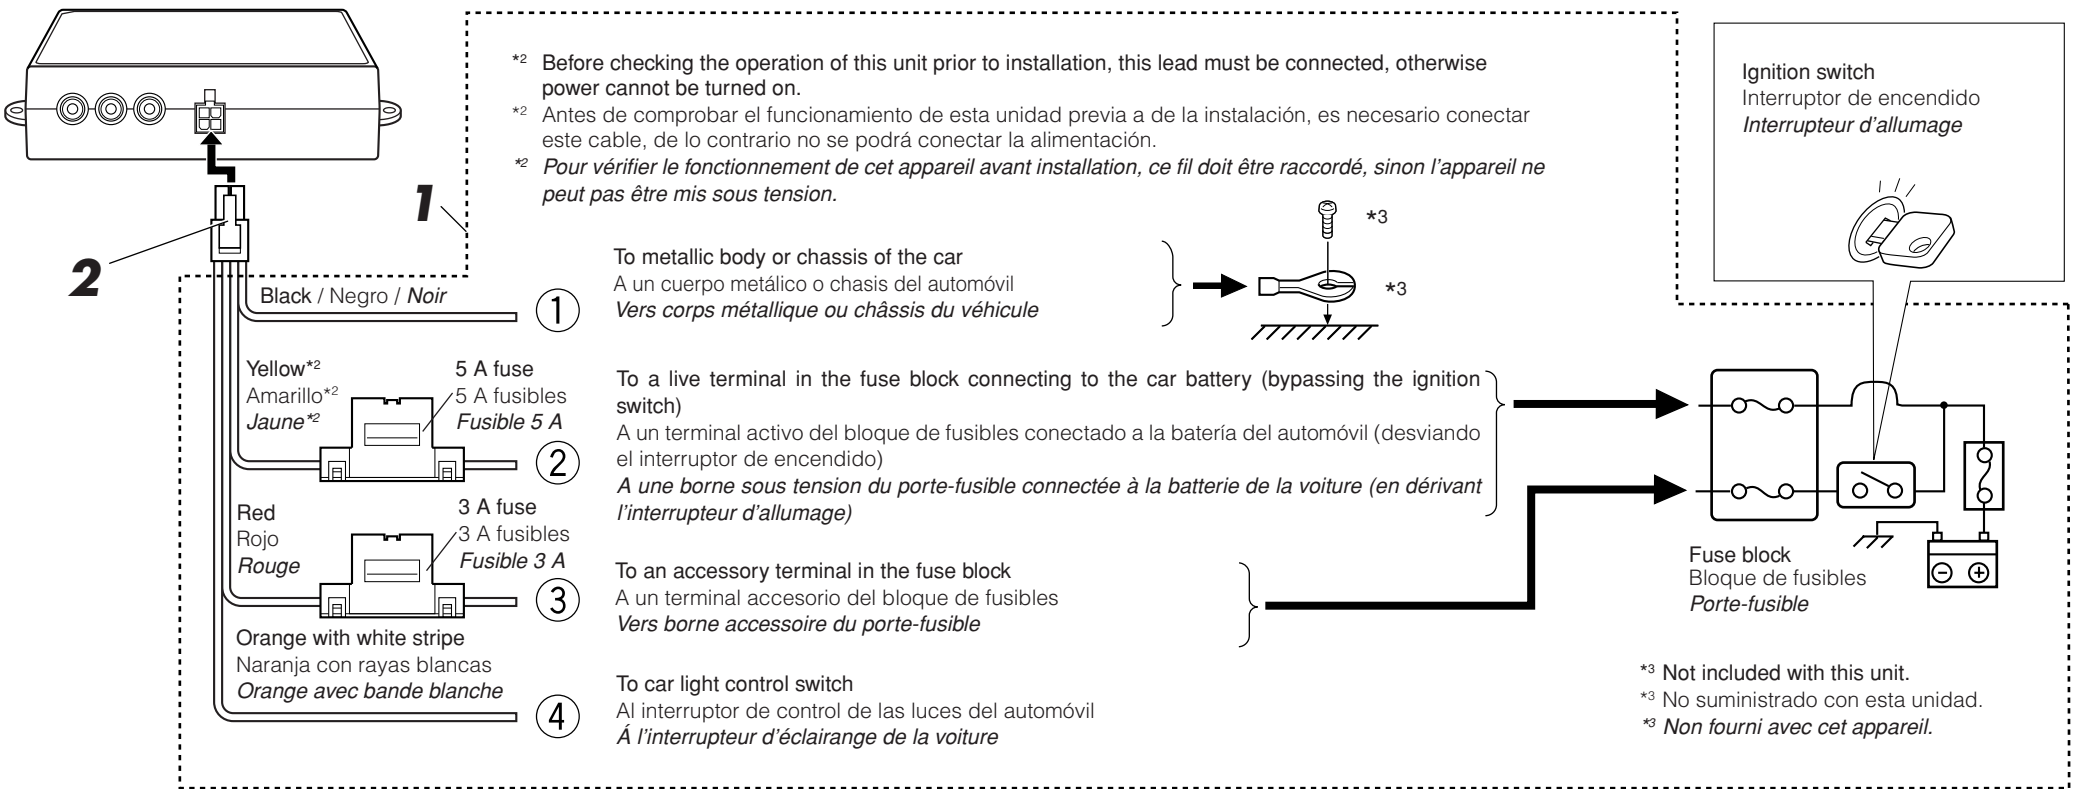 *2 Before checking the operation of this unit prior to installation, this lead must be connected, otherwise
power cannot be turned on.
*2 Antes de comprobar el funcionamiento de esta unidad previa a de la instalación, es necesario conectar
este cable, de lo contrario no se podrá conectar la alimentación.
*2 Pour vérifier le fonctionnement de cet appareil avant installation, ce fil doit être raccordé, sinon l'appareil ne
peut pas être mis sous tension.
Ignition switch
Interruptor de encendido
Interrupteur d'allumage
1
2
*3
*3
Black / Negro / Noir
1
To metallic body or chassis of the car
A un cuerpo metálico o chasis del automóvil
Vers corps métallique ou châsis du véhicule
Yellow*2
Amarillo*2
Jaune*2
5 A fuse
5 A fusibles
Fusible 5 A
2
To a live terminal in the fuse block connecting to the car battery (bypassing the ignition
switch)
A un terminal activo del bloque de fusibles conectado a la batería del automóvil (desviando
el interruptor de encendido)
A une borne sous tension du porte-fusible connectée à la batterie de la voiture (en dérivant
l'interrupteur d'allumage)
Red
Rojo
Rouge
3 A fuse
3 A fusibles
Fusible 3 A
3
To an accessory terminal in the fuse block
A un terminal accesorio del bloque de fusibles
Vers borne accessoire du porte-fusible
Fuse block
Bloque de fusibles
Porte-fusible
Orange with white stripe
Naranja con rayas blancas
Orange avec bande blanche
4
To car light control switch
Al interruptor de control de las luces del automóvil
Á l'interrupteur d'éclairange de la voiture
*3 Not included with this unit.
*3 No suministrado con esta unidad.
*3 Non fourni avec cet appareil.